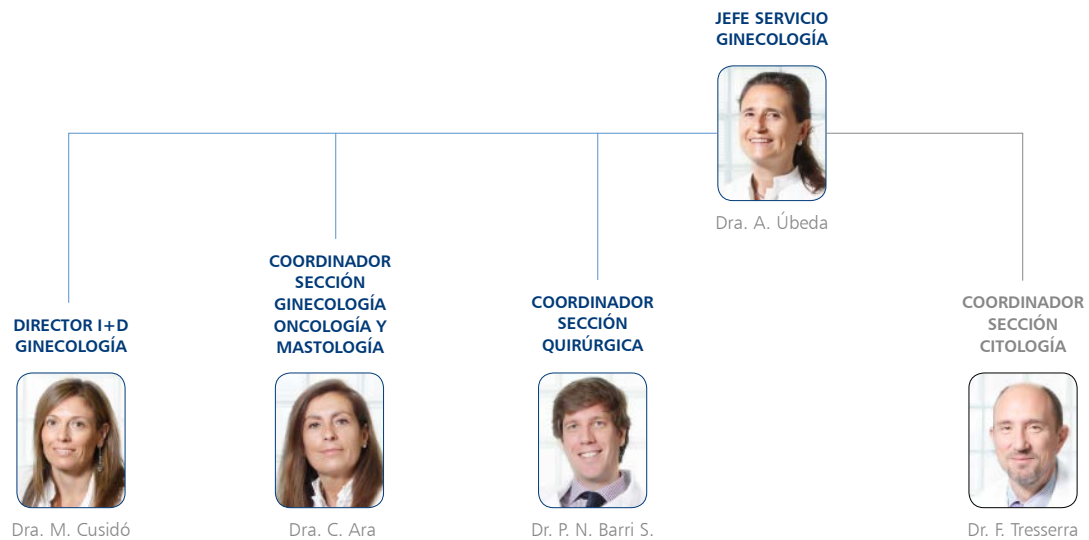 JEFE SERVICIO
GINECOLOGÍA
Dra. A. Úbeda
DIRECTOR I+D
GINECOLOGÍA
Dra. M. Cusidó
COORDINADOR
SECCIÓN
GINECOLOGÍA
ONCOLOGÍA Y
MASTOLOGÍA
Dra. C. Ara
COORDINADOR
SECCIÓN
QUIRÚRGICA
Dr. P. N. Barri S.
COORDINADOR
SECCIÓN
CITOLOGÍA
Dr. F. Tresserra